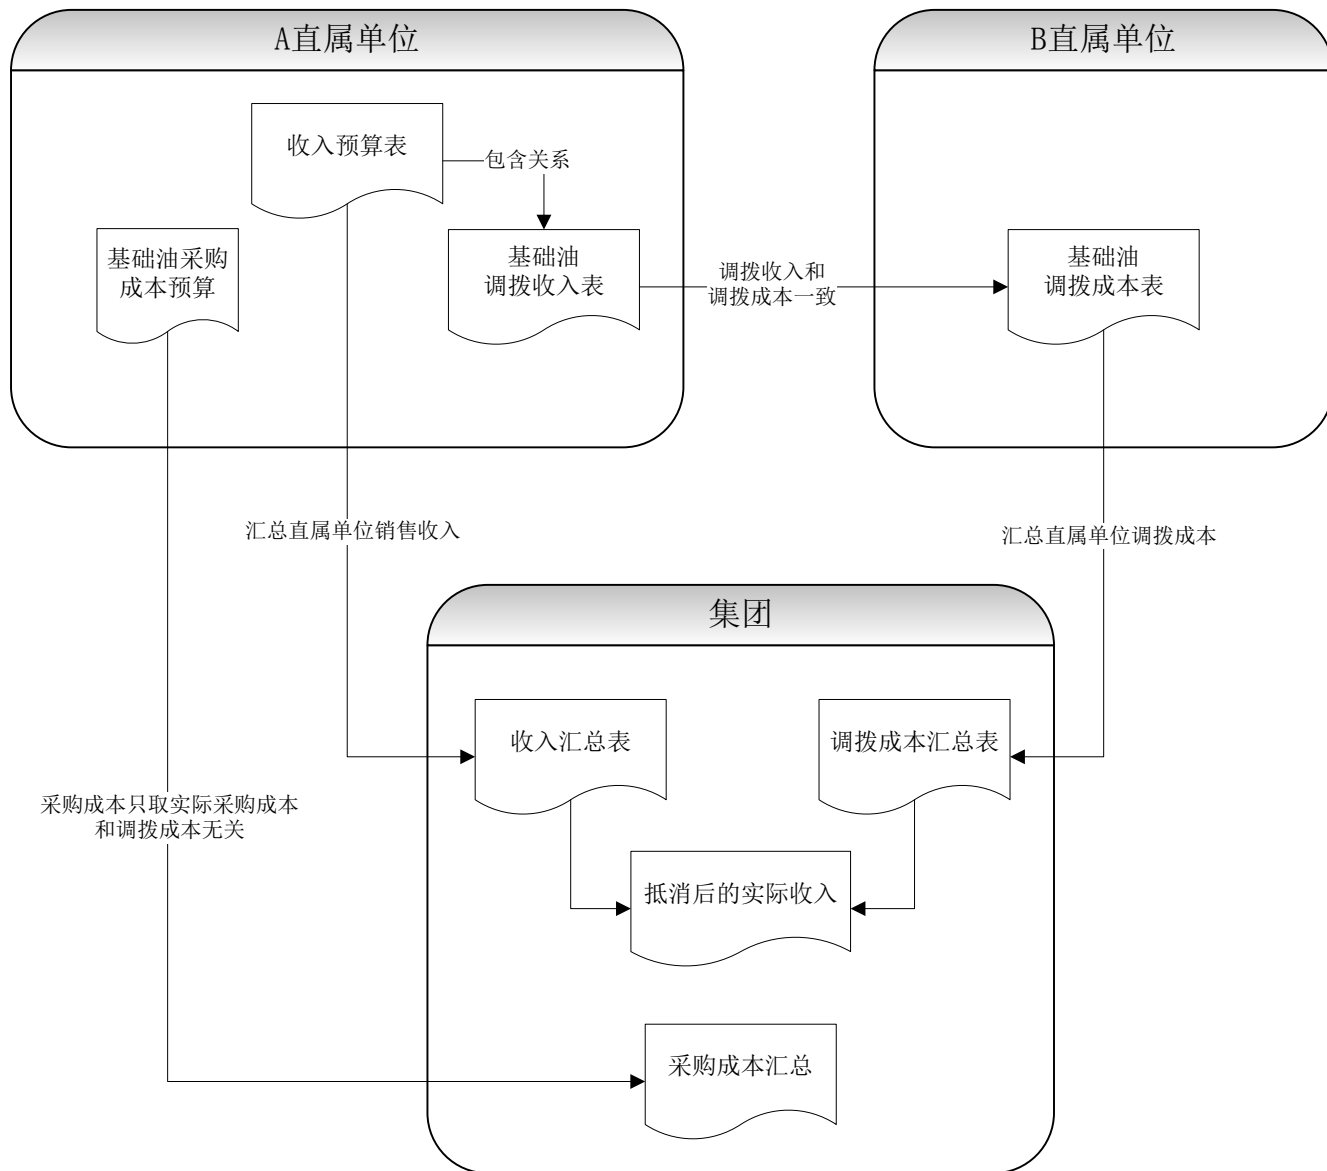 A直属单位
B直属单位
收入预算表
包含关系
基础油采购
成本预算
基础油
调拨收入表
调拨收入和
调拨成本一致
基础油
调拨成本表
汇总直属单位销售收入
汇总直属单位调拨成本
集团
收入汇总表
调拨成本汇总表
采购成本只取实际采购成本
和调拨成本无关
抵消后的实际收入
采购成本汇总